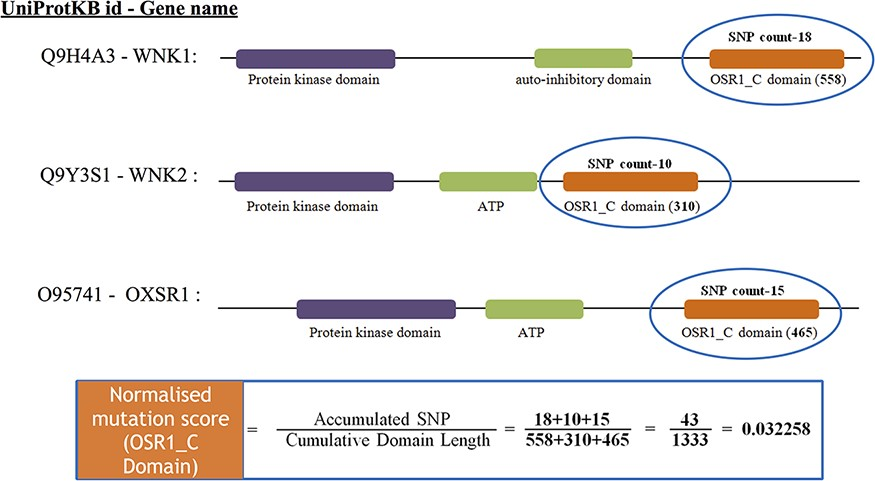 UniProtKB id - Gene name
SNP count-18
Q9H4A3 - WNK1:
Protein kinase domain
auto-inhibitory domain
OSR1_C domain (558)
SNP count-10
Q9Y3S1 - WNK2 :
Protein kinase domain
ATP
OSR1_C domain (310)
SNP count-15
O95741 - OXSR1 :
Protein kinase domain
ATP
OSR1_C domain (465)
Normalised
mutation score
(OSR1_C
Domain)
= Accumulated SNP / Cumulative Domain Length = 18+10+15 / 558+310+465 = 43 / 1333 = 0.032258